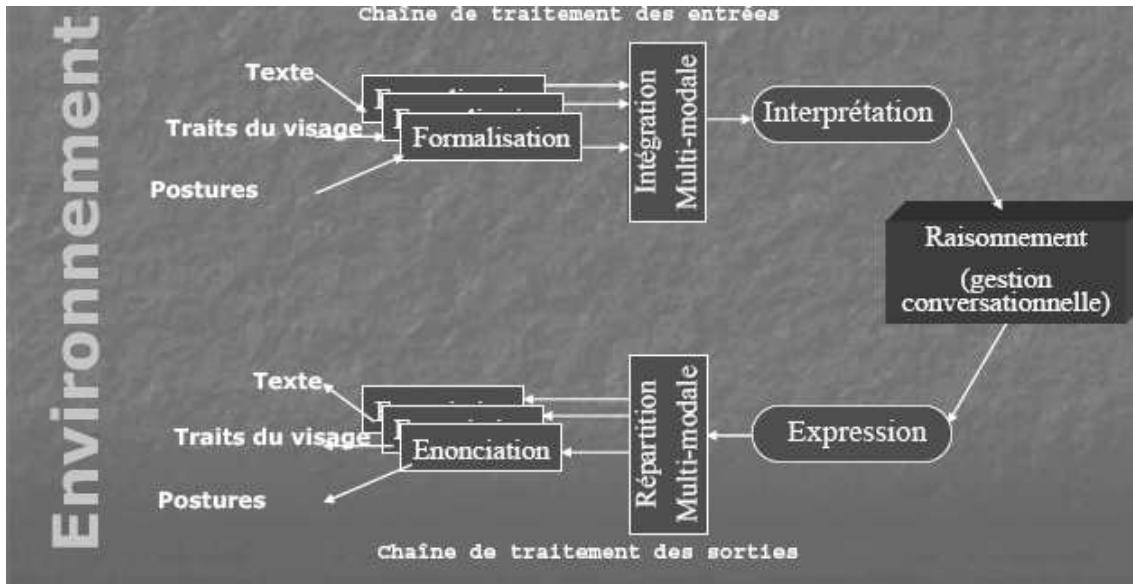 Chaîne de traitement des entrées
Environnement
Texte
Traits du visage
Postures
Formalisation
Intégration
Multi-modale
Interprétation
Raisonnement
(gestion
conversationnelle)
Texte
Traits du visage
Postures
Enonciation
Répartition
Multi-modale
Expression
Chaîne de traitement des sorties